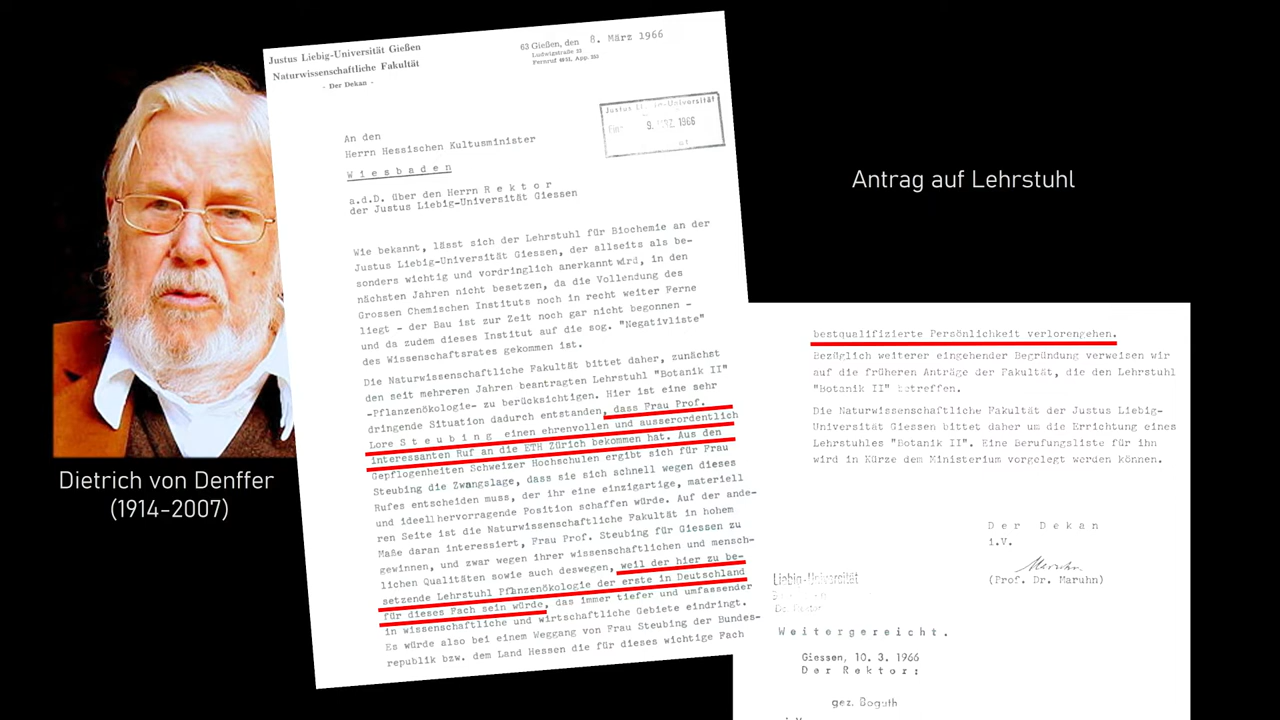 Justus Liebig-Universität Gießen
Naturwissenschaftliche Fakultät
- Der Dekan -
63 Gießen, den 8. März 1966
Ludwigstraße 23
Justus Li in-Universität
9. 1966
An den
Herrn Hessischen Kultusminister
Wiesbaden
a.d.D. über den Herrn Rektor
der Justus Liebig-Universität Giessen
Wie bekannt, lässt sich der Lehrstuhl für Biochemie an der
Justus Liebig-Universität Giessen, der allseits als be-
sonders wichtig und vordringlich anerkannt wird, in den
nächsten Jahren nicht besetzen, da die Vollendung des
Grossen Chemischen Instituts noch in recht weiter Ferne
liegt - der Bau ist zur Zeit noch gar nicht begonnen -
und da zudem dieses Institut auf die sog. "Negativliste"
des Wissenschaftsrates gekommen ist.
Die Naturwissenschaftliche Fakultät bittet daher, zunächst
den seit mehreren Jahren beantragten Lehrstuhl "Botanik II"
-Pflanzenökologie- zu berücksichtigen. Hier ist eine sehr
dringende Situation dadurch entstanden, dass Frau Prof.
Lore Steubing einen ehrenvollen und ausserordentlich
interessanten Ruf an die ETH Zürich bekommen hat. Aus den
Gepflogenheiten Schweizer Hochschulen ergibt sich für Frau
Steubing die Zwangslage, dass sie sich schnell wegen dieses
Rufes entscheiden muss, der ihr eine einzigartige, materiell
und ideell hervorragende Position schaffen würde. Auf der ande-
ren Seite ist die Naturwissenschaftliche Fakultät in hohem
Maße daran interessiert, Frau Prof. Steubing für Giessen zu
gewinnen, und zwar wegen ihrer wissenschaftlichen und mensch-
lichen Qualitäten sowie auch deswegen, weil der hier zu be-
setzende Lehrstuhl Pflanzenökologie der erste in Deutschland
für dieses Fach sein würde, das immer tiefer und umfassender
in wissenschaftliche und wirtschaftliche Gebiete eindringt.
Es würde also bei einem Weggang von Frau Steubing der Bundes-
republik bzw. dem Land Hessen die für dieses wichtige Fach
Dietrich von Denffer
(1914-2007)
Antrag auf Lehrstuhl
bestqualifizierte Persönlichkeit verlorengehen.
Bezüglich weiterer eingehender Begründung verweisen wir
auf die früheren Anträge der Fakultät, die den Lehrstuhl
"Botanik II" betreffen.
Die Naturwissenschaftliche Fakultät der Justus Liebig-
Universität Giessen bittet daher um die Errichtung eines
Lehrstuhles "Botanik II". Eine Berufungsliste für ihn
wird in Kürze dem Ministerium vorgelegt werden können.
Der Dekan
i.V.
Maruhn
(Prof. Dr. Maruhn)
Liebig-Universität
Weitergereicht.
Giessen, 10.3.1966
Der Rektor:
gez. Boguth